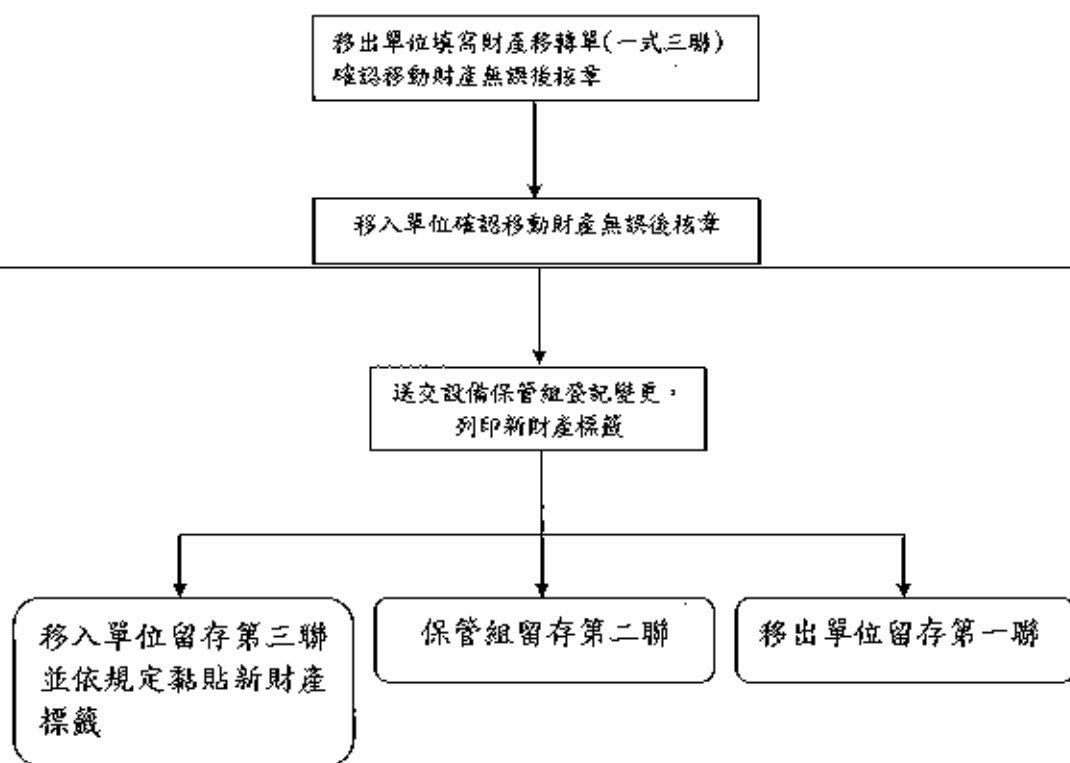 移出單位填寫財產移轉單(一式三聯)
確認移動財產無誤後核章
移入單位確認移動財產無誤後核章
送交設備保管組登記變更，
列印新財產標籤
移入單位留存第三聯
並依規定黏貼新財產
標籤
保管組留存第二聯
移出單位留存第一聯